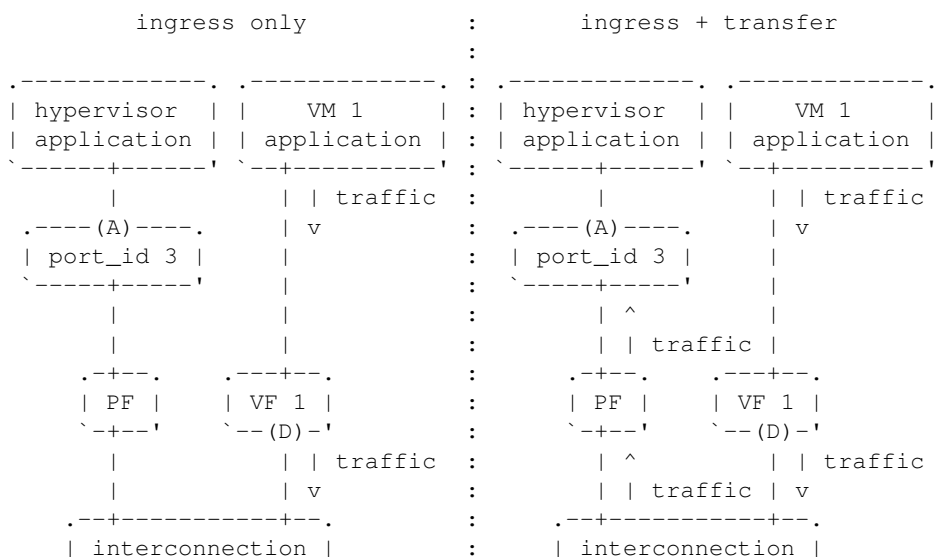 ingress only : ingress + transfer
:
.-------------. .-------------. : .-------------. .-------------.
| hypervisor | | VM 1 | : | hypervisor | | VM 1 |
| application | | application | : | application | | application |
`------+------' `--+----------' : `------+------' `--+----------'
| | | traffic : | | | traffic
.----(A)----. | v : .----(A)----. | v
| port_id 3 | | : | port_id 3 | |
`-----+-----' | : `-----+-----' |
| | : | ^ |
| | : | | traffic |
.-+--. .---+--. : .-+--. .---+--.
| PF | | VF 1 | : | PF | | VF 1 |
`-+--' `--(D)-' : `-+--' `--(D)-'
| | | traffic : | ^ | | traffic
| | v : | | traffic | v
.--+-----------+--. : .--+-----------+--.
| interconnection | : | interconnection |